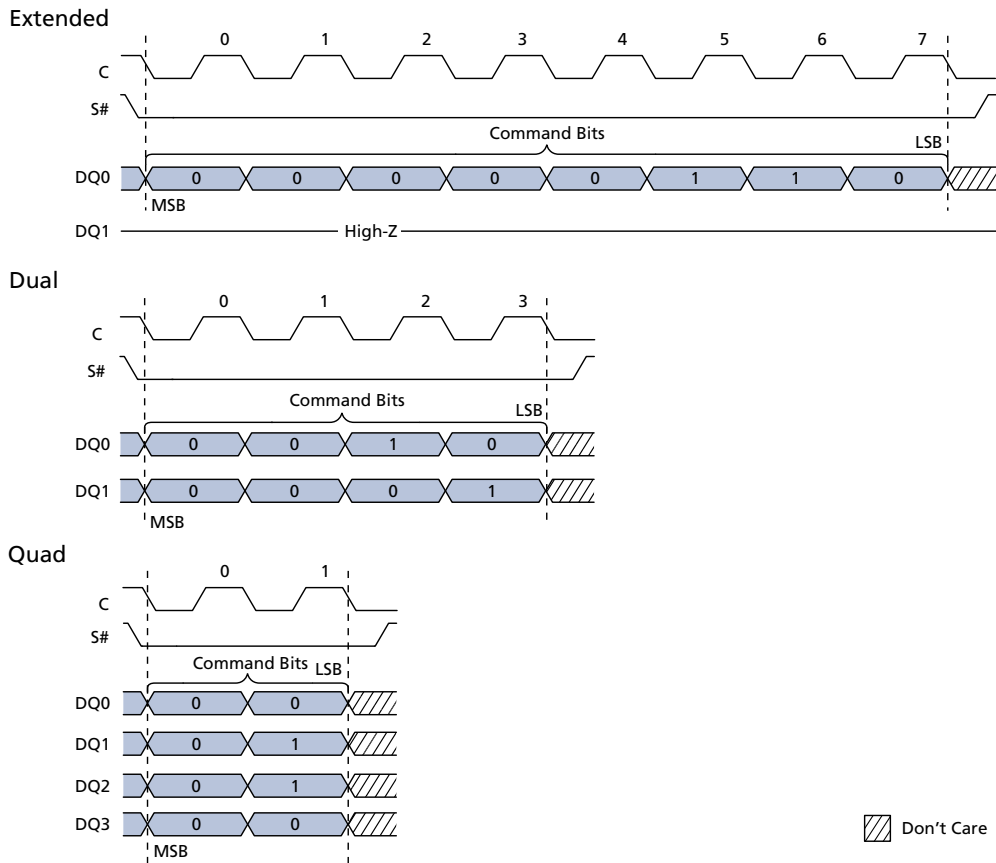 Extended
0 1 2 3 4 5 6 7
C
S#
Command Bits
LSB
DQ0 0 0 0 0 0 1 1 0
MSB
DQ1 High-Z
Dual
0 1 2 3
C
S#
Command Bits
LSB
DQ0 0 0 1 0
DQ1 0 0 0 1
MSB
Quad
0 1
C
S#
Command Bits LSB
DQ0 0 0
DQ1 0 1
DQ2 0 1
DQ3 0 0
MSB
Don't Care